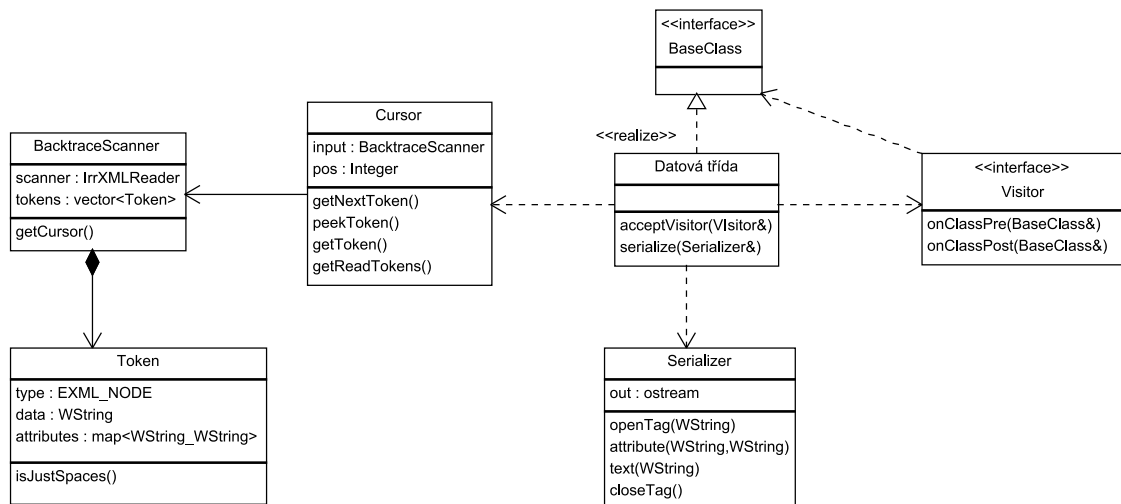 <<interface>>
BaseClass
<<realize>>
BacktraceScanner
scanner : IrrXMLReader
tokens : vector<Token>
getCursor()
Cursor
input : BacktraceScanner
pos : Integer
getNextToken()
peekToken()
getToken()
getReadTokens()
Datová třída
acceptVisitor(VIsitor&)
serialize(Serializer&)
<<interface>>
Visitor
onClassPre(BaseClass&)
onClassPost(BaseClass&)
Token
type : EXML_NODE
data : WString
attributes : map<WString_WString>
isJustSpaces()
Serializer
out : ostream
openTag(WString)
attribute(WString,WString)
text(WString)
closeTag()